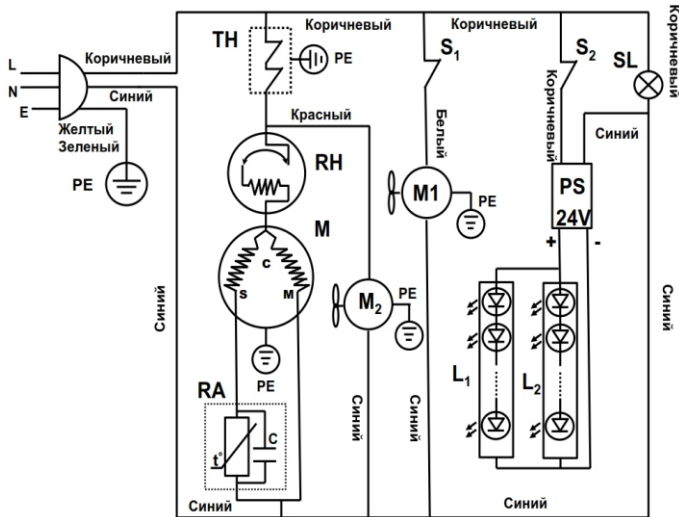 Коричневый
Коричневый
Коричневый
Коричневый
L
N
E
Синий
Желтый
Зеленый
PE
TH
PE
Красный
S1
S2
SL
Белый
Коричневый
Синий
RH
M1
PE
PS
24V
+
-
M
C
S
M
M2
PE
PE
Синий
Синий
L1
L2
RA
t°
C
Синий
Синий
Синий
Синий